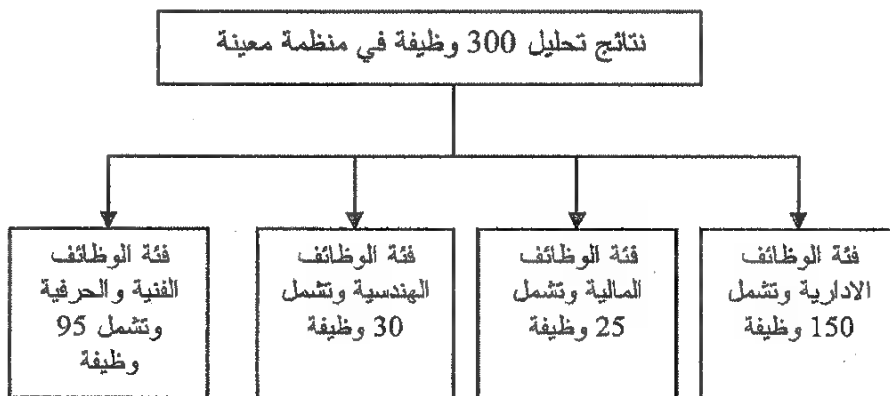 نتائج تحليل 300 وظيفة في منظمة معينة
فئة الوظائف
الادارية وتشمل
150 وظيفة
فئة الوظائف
المالية وتشمل
25 وظيفة
فئة الوظائف
الهندسية وتشمل
30 وظيفة
فئة الوظائف
الفنية والحرفية
وتشمل 95
وظيفة